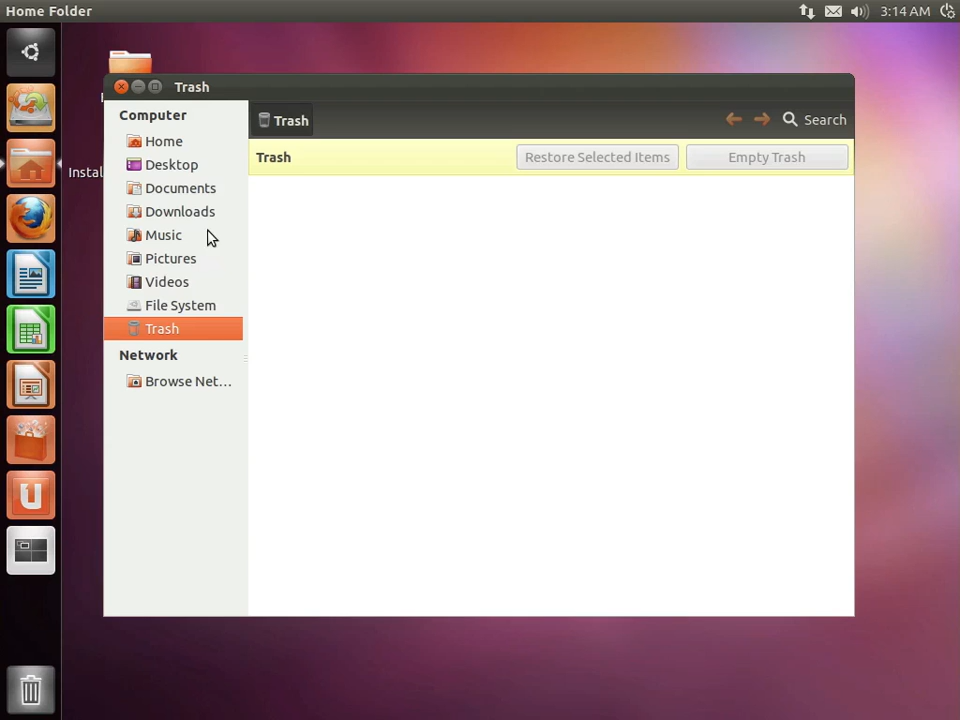 Home Folder
3:14 AM
Trash
Computer
Home
Desktop
Documents
Downloads
Music
Pictures
Videos
File System
Trash
Network
Browse Net...
Trash
Search
Trash
Restore Selected Items
Empty Trash
Instal